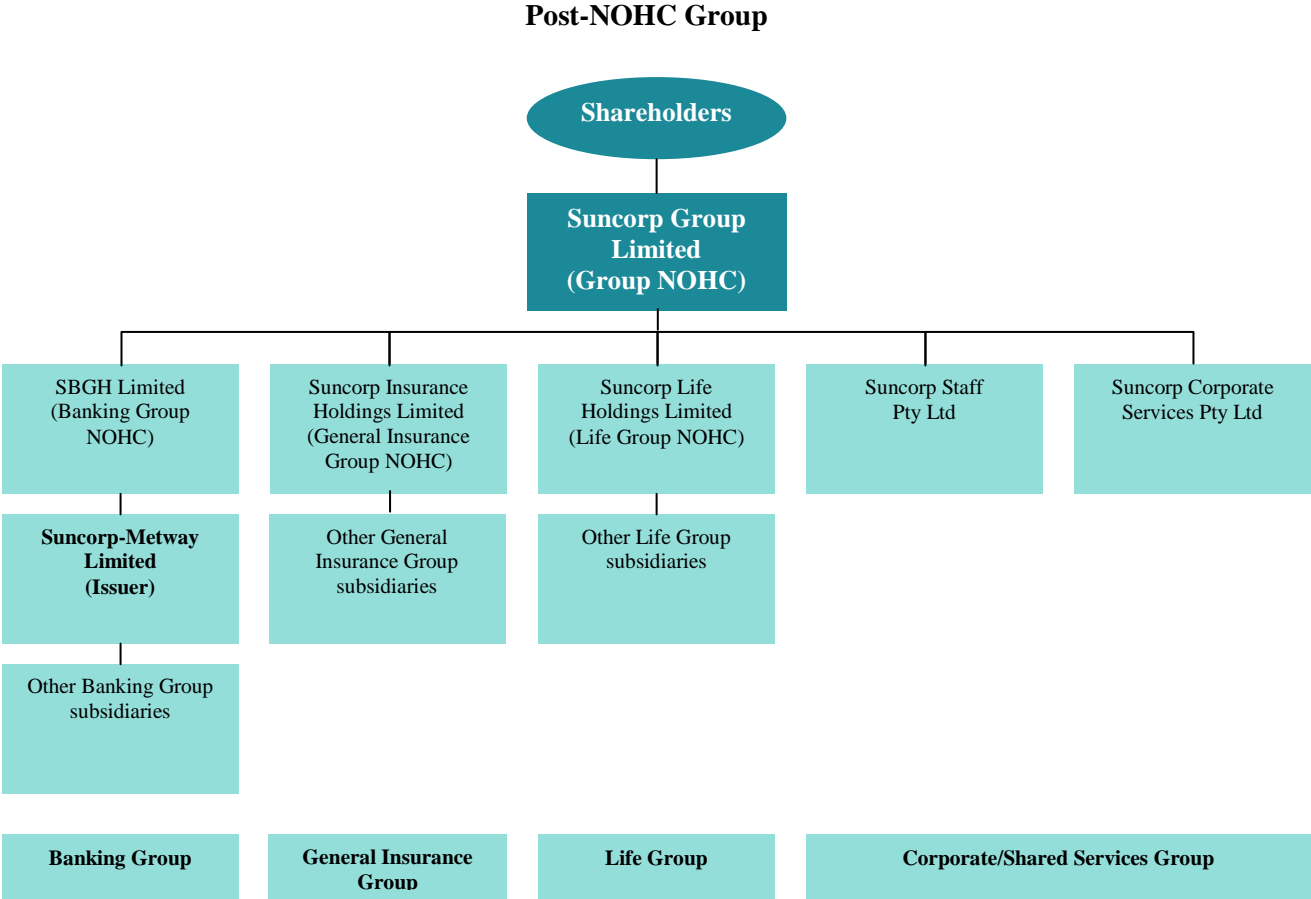 Post-NOHC Group
Shareholders
Suncorp Group
Limited
(Group NOHC)
SBGH Limited
(Banking Group
NOHC)
Suncorp Insurance
Holdings Limited
(General Insurance
Group NOHC)
Suncorp Life
Holdings Limited
(Life Group NOHC)
Suncorp Staff
Pty Ltd
Suncorp Corporate
Services Pty Ltd
Suncorp-Metway
Limited
(Issuer)
Other General
Insurance Group
subsidiaries
Other Life Group
subsidiaries
Other Banking Group
subsidiaries
Banking Group
General Insurance
Group
Life Group
Corporate/Shared Services Group